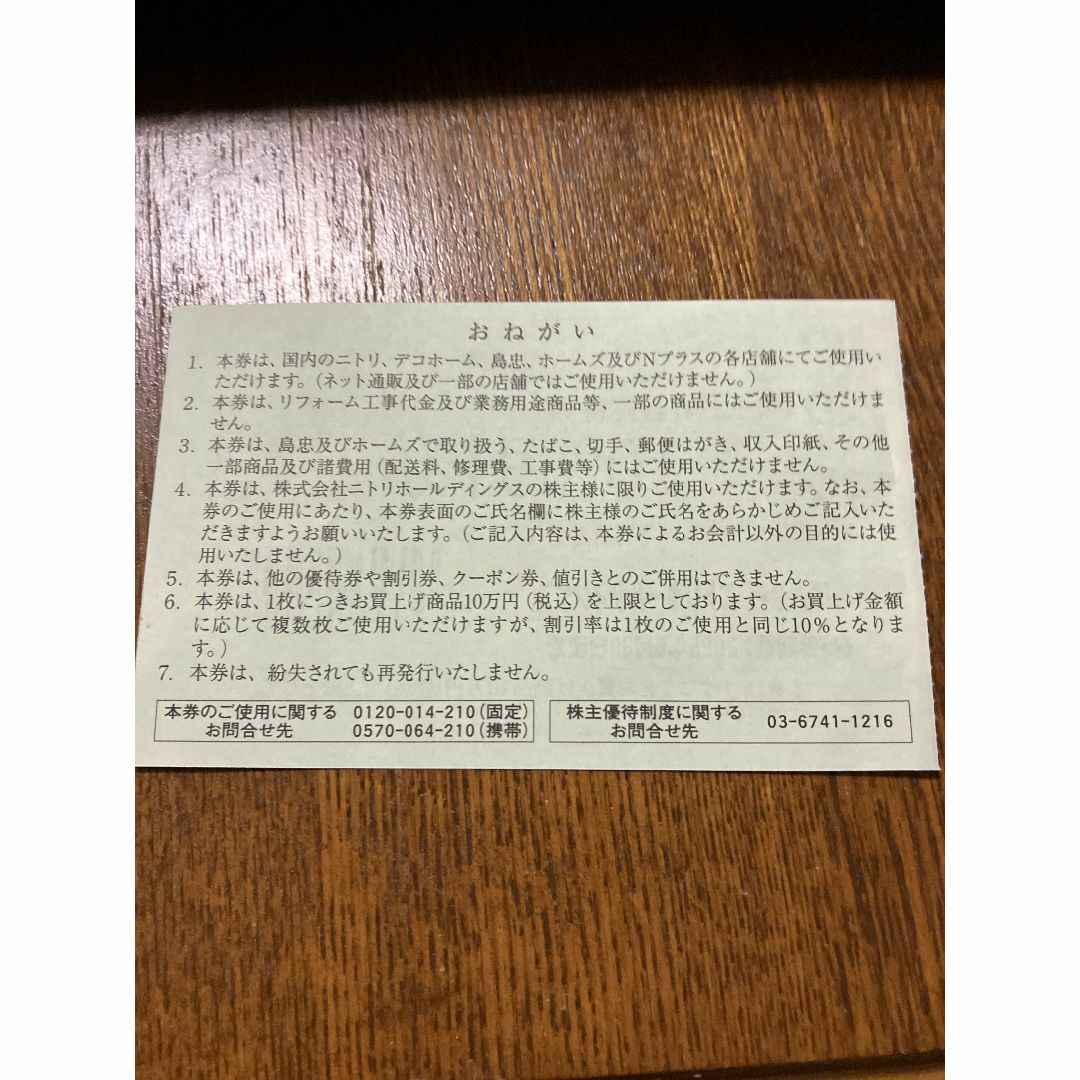 おねがい
1. 本券は、国内のニトリ、デコホーム、島忠、ホームズ及びNプラスの各店舗にてご使用い
ただけます。（ネット通販及び一部の店舗ではご使用いただけません。）
2. 本券は、リフォーム工事代金及び業務用途商品等、一部の商品にはご使用いただけま
せん。
3. 本券は、島忠及びホームズで取り扱う、たばこ、切手、郵便はがき、収入印紙、その他
一部商品及び諸費用（配送料、修理費、工事費等）にはご使用いただけません。
4. 本券は、株式会社ニトリホールディングスの株主様に限りご使用いただけます。なお、本
券のご使用にあたり、本券表面のご氏名欄に株主様のご氏名をあらかじめご記入いた
だきますようお願いいたします。（ご記入内容は、本券によるお会計以外の目的には使
用いたしません。）
5. 本券は、他の優待券や割引券、クーポン券、値引きとのご併用はできません。
6. 本券は、1枚につきお買上げ商品10万円（税込）を上限としております。（お買上げ金額
に応じて複数枚ご使用いただけますが、割引率は1枚のご使用と同じ10%となりま
す。）
7. 本券は、紛失されても再発行いたしません。
本券のご使用に関する 0120-014-210（固定）
お問合せ先 0570-064-210（携帯）
株主優待制度に関する
お問合せ先
03-6741-1216